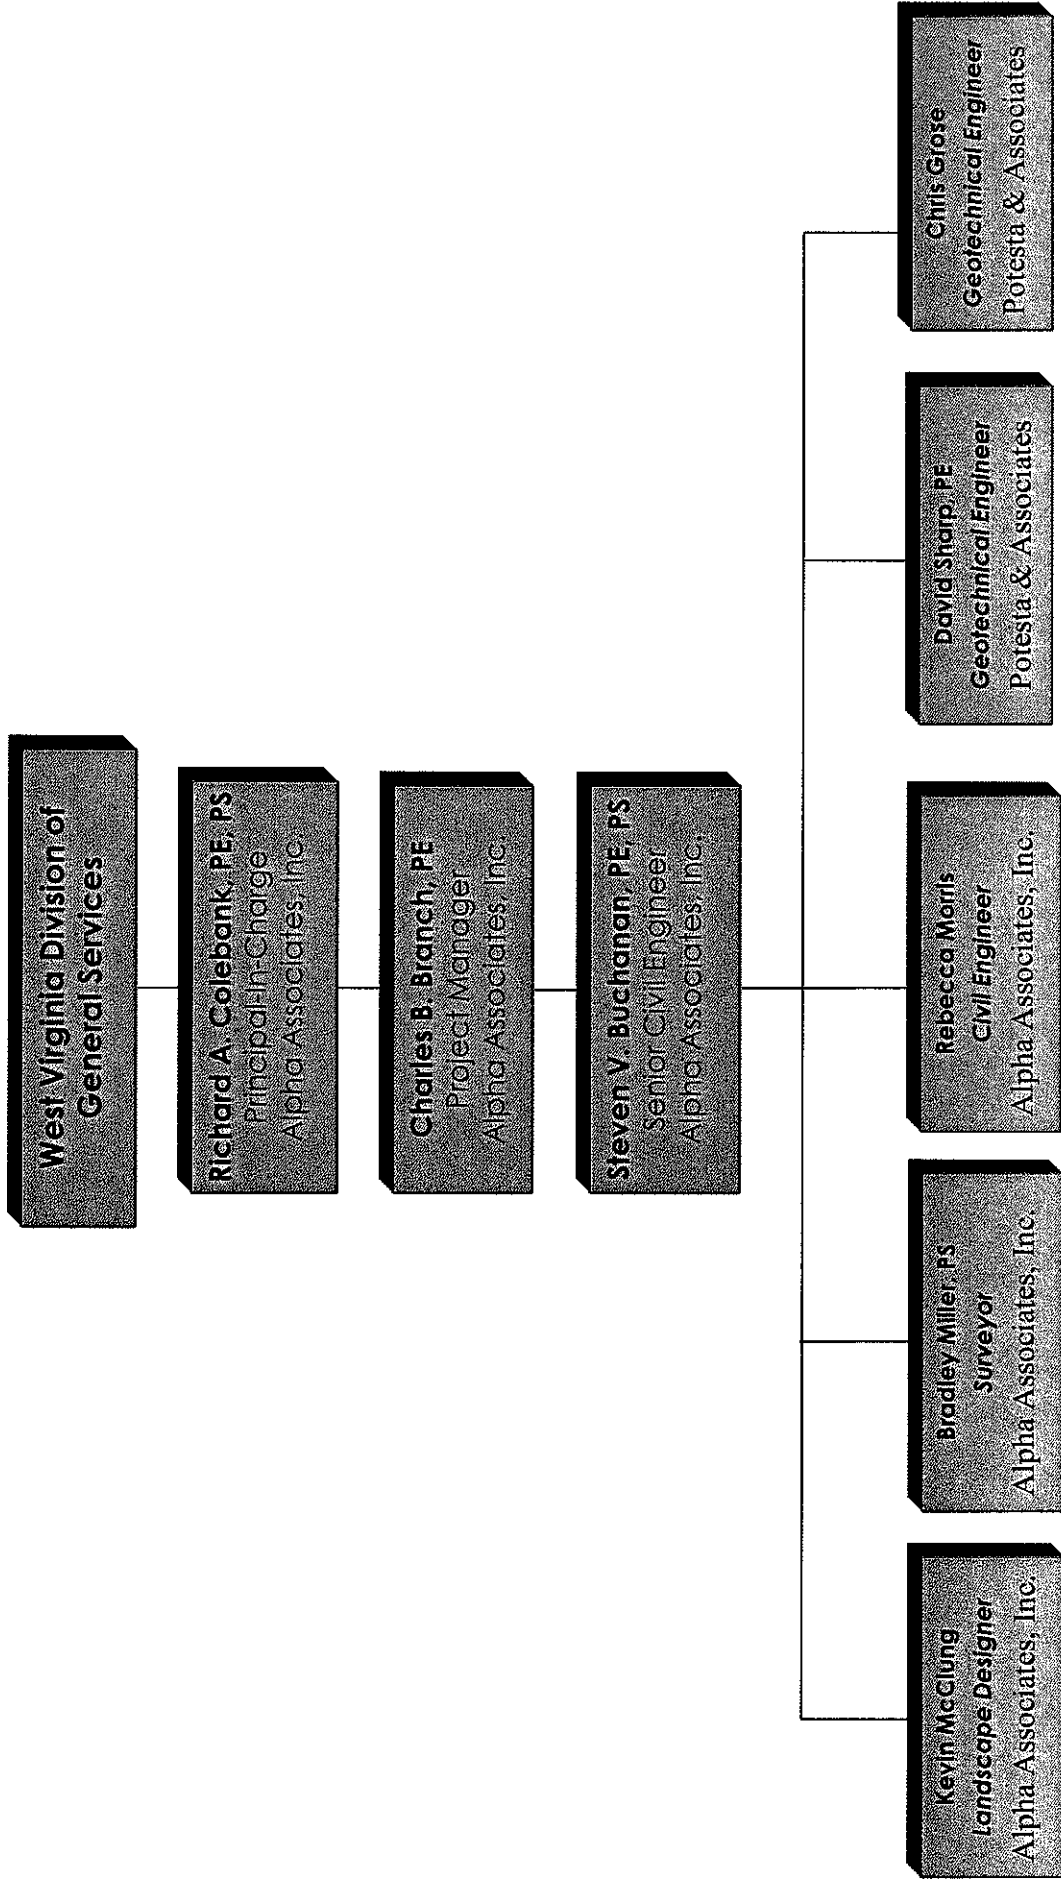 West Virginia Division of
General Services
Richard A. Colebank, PE, PS
Principal-In-Charge
Alpha Associates, Inc.
Charles B. Branch, PE
Project Manager
Alpha Associates, Inc.
Steven V. Buchanan, PE, PS
Senior Civil Engineer
Alpha Associates, Inc.
Kevin McClung
Landscape Designer
Alpha Associates, Inc.
Bradley Miller, PS
Surveyor
Alpha Associates, Inc.
Rebecca Morris
Civil Engineer
Alpha Associates, Inc.
David Sharp, PE
Geotechnical Engineer
Potesta & Associates
Chris Grose
Geotechnical Engineer
Potesta & Associates